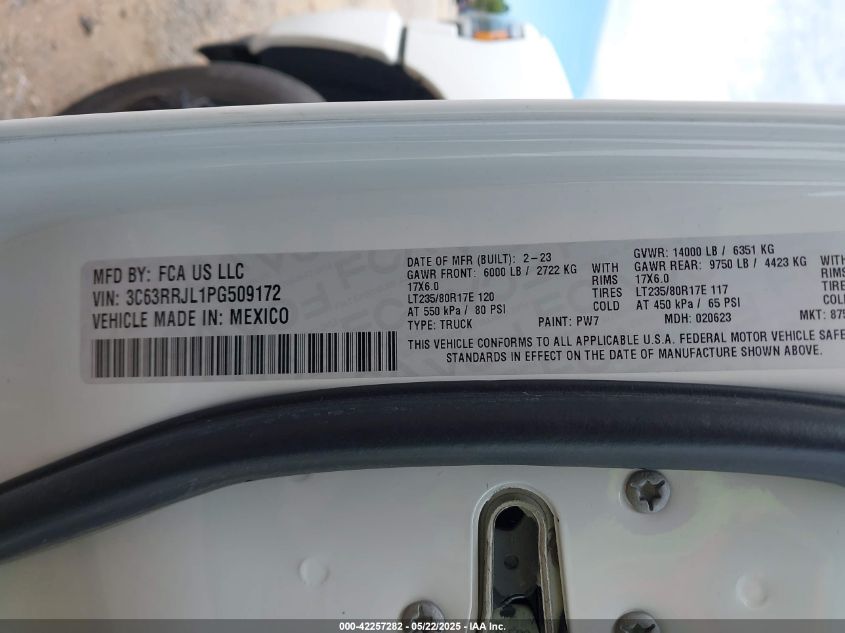 MFD BY: FCA US LLC
VIN: 3C63RRJL1PG509172
VEHICLE MADE IN: MEXICO
DATE OF MFR (BUILT): 2-23
GAWR FRONT: 6000 LB / 2722 KG WITH
17X6.0 RIMS
LT235/80R17E 120 TIRES
AT 550 kPa / 80 PSI COLD
TYPE: TRUCK PAINT: PW7
GVWR: 14000 LB / 6351 KG
GAWR REAR: 9750 LB / 4423 KG WITH
17X6.0 RIMS
LT235/80R17E 117 TIRES
AT 450 kPa / 65 PSI COLD
MDH: 020623 MKT: 875
THIS VEHICLE CONFORMS TO ALL APPLICABLE U.S.A. FEDERAL MOTOR VEHICLE SAFE
STANDARDS IN EFFECT ON THE DATE OF MANUFACTURE SHOWN ABOVE.
000-42257282 - 05/22/2025 - IAA Inc.